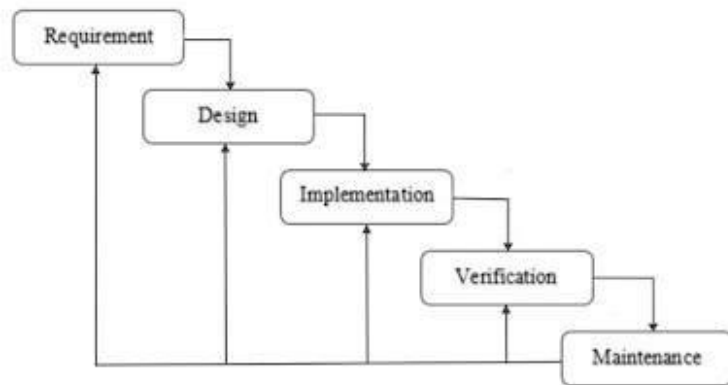 Requirement
Design
Implementation
Verification
Maintenance